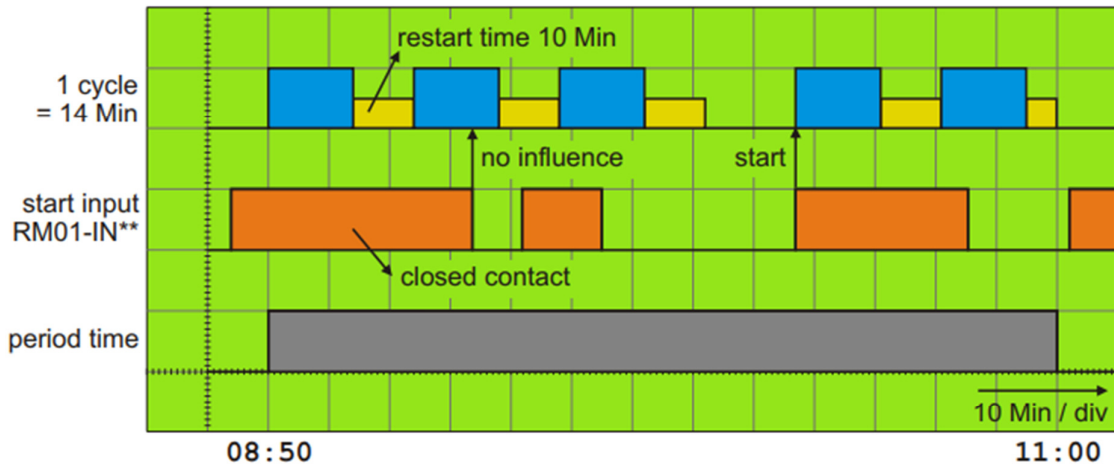 restart time 10 Min
1 cycle
= 14 Min
no influence
start
start input
RM01-IN**
closed contact
period time
10 Min / div
08:50
11:00